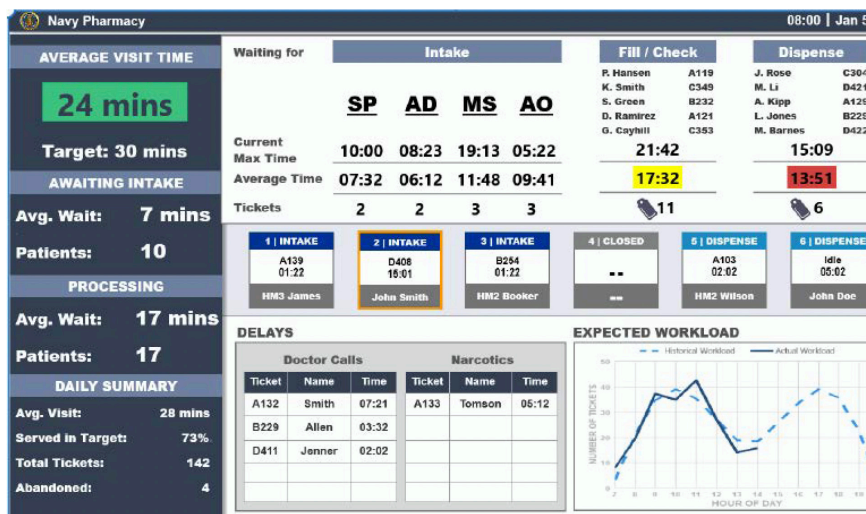 Navy Pharmacy
08:00 | Jan 5
AVERAGE VISIT TIME
24 mins
Target: 30 mins
AWAITING INTAKE
Avg. Wait: 7 mins
Patients: 10
PROCESSING
Avg. Wait: 17 mins
Patients: 17
DAILY SUMMARY
Avg. Visit: 28 mins
Served in Target: 73%
Total Tickets: 142
Abandoned: 4
Waiting for Intake
SP AD MS AO
Current
Max Time 10:00 08:23 19:13 05:22
Average Time 07:32 06:12 11:48 09:41
Tickets 2 2 3 3
Fill / Check
P. Hansen A119
K. Smith C349
S. Green B232
D. Ramirez A121
G. Cayhill C353
21:42
17:32
11
Dispense
J. Rose C304
M. Li D421
A. Kipp A129
L. Jones B229
M. Barnes D422
15:09
13:51
6
1 | INTAKE
A139
01:22
HM3 James
2 | INTAKE
D408
15:01
John Smith
3 | INTAKE
B254
01:22
HM2 Booker
4 | CLOSED
--
--
5 | DISPENSE
A103
02:02
HM2 Wilson
6 | DISPENSE
Idle
05:02
John Doe
DELAYS
Doctor Calls
Ticket Name Time
A132 Smith 07:21
B229 Allen 03:32
D411 Jenner 02:02
Narcotics
Ticket Name Time
A133 Tomson 05:12
EXPECTED WORKLOAD
Historical Workload Actual Workload
NUMBER OF TICKETS
50
40
30
20
10
0
7 8 9 10 11 12 13 14 15 16 17 18 19
HOUR OF DAY